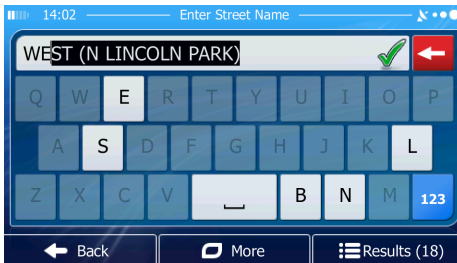 14:02 Enter Street Name
WEST (N LINCOLN PARK)
Q W E R T Y U I O P
A S D F G H J K L
Z X C V B N M 123
Back More Results (18)